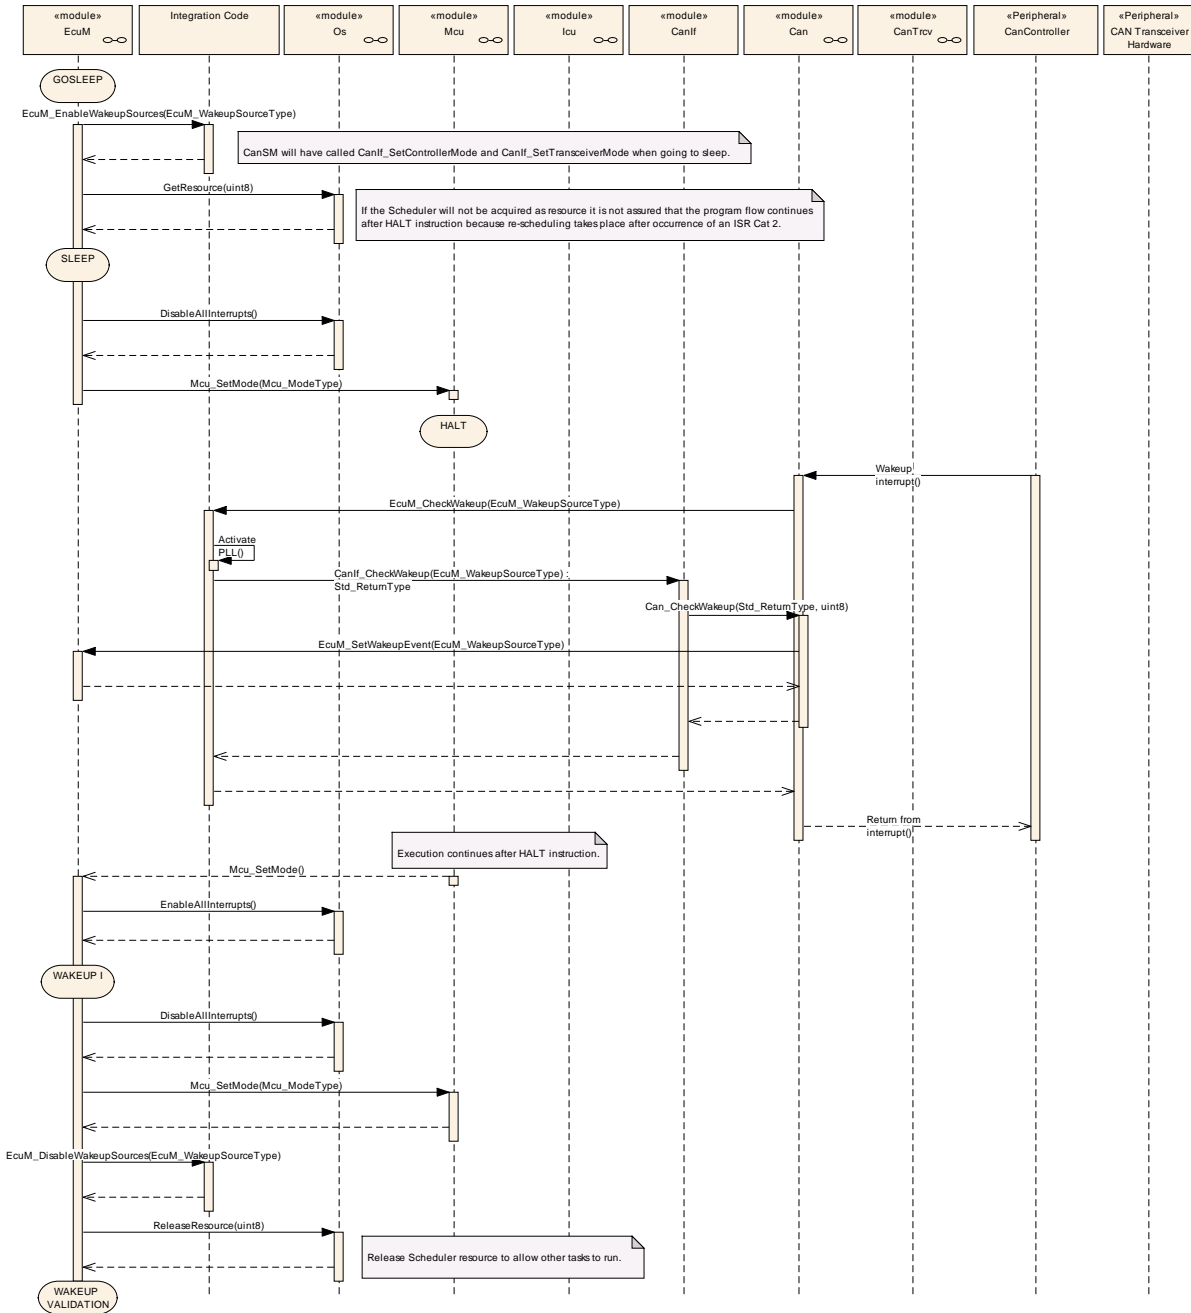 «module»
EcuM
Integration Code
«module»
Os
«module»
Mcu
«module»
Icu
«module»
CanIf
«module»
Can
«module»
CanTrcv
«Peripheral»
CanController
«Peripheral»
CAN Transceiver
Hardware
GOSLEEP
EcuM_EnableWakeupSources(EcuM_WakeupSourceType)
CanSM will have called CanIf_SetControllerMode and CanIf_SetTransceiverMode when going to sleep.
GetResource(uint8)
If the Scheduler will not be acquired as resource it is not assured that the program flow continues
after HALT instruction because re-scheduling takes place after occurrence of an ISR Cat 2.
SLEEP
DisableAllInterrupts()
Mcu_SetMode(Mcu_ModeType)
HALT
Wakeup
interrupt()
EcuM_CheckWakeup(EcuM_WakeupSourceType)
Activate
PLL()
CanIf_CheckWakeup(EcuM_WakeupSourceType) :
Std_ReturnType
Can_CheckWakeup(Std_ReturnType, uint8)
EcuM_SetWakeupEvent(EcuM_WakeupSourceType)
Return from
interrupt()
Execution continues after HALT instruction.
Mcu_SetMode()
EnableAllInterrupts()
WAKEUP I
DisableAllInterrupts()
Mcu_SetMode(Mcu_ModeType)
EcuM_DisableWakeupSources(EcuM_WakeupSourceType)
ReleaseResource(uint8)
Release Scheduler resource to allow other tasks to run.
WAKEUP
VALIDATION